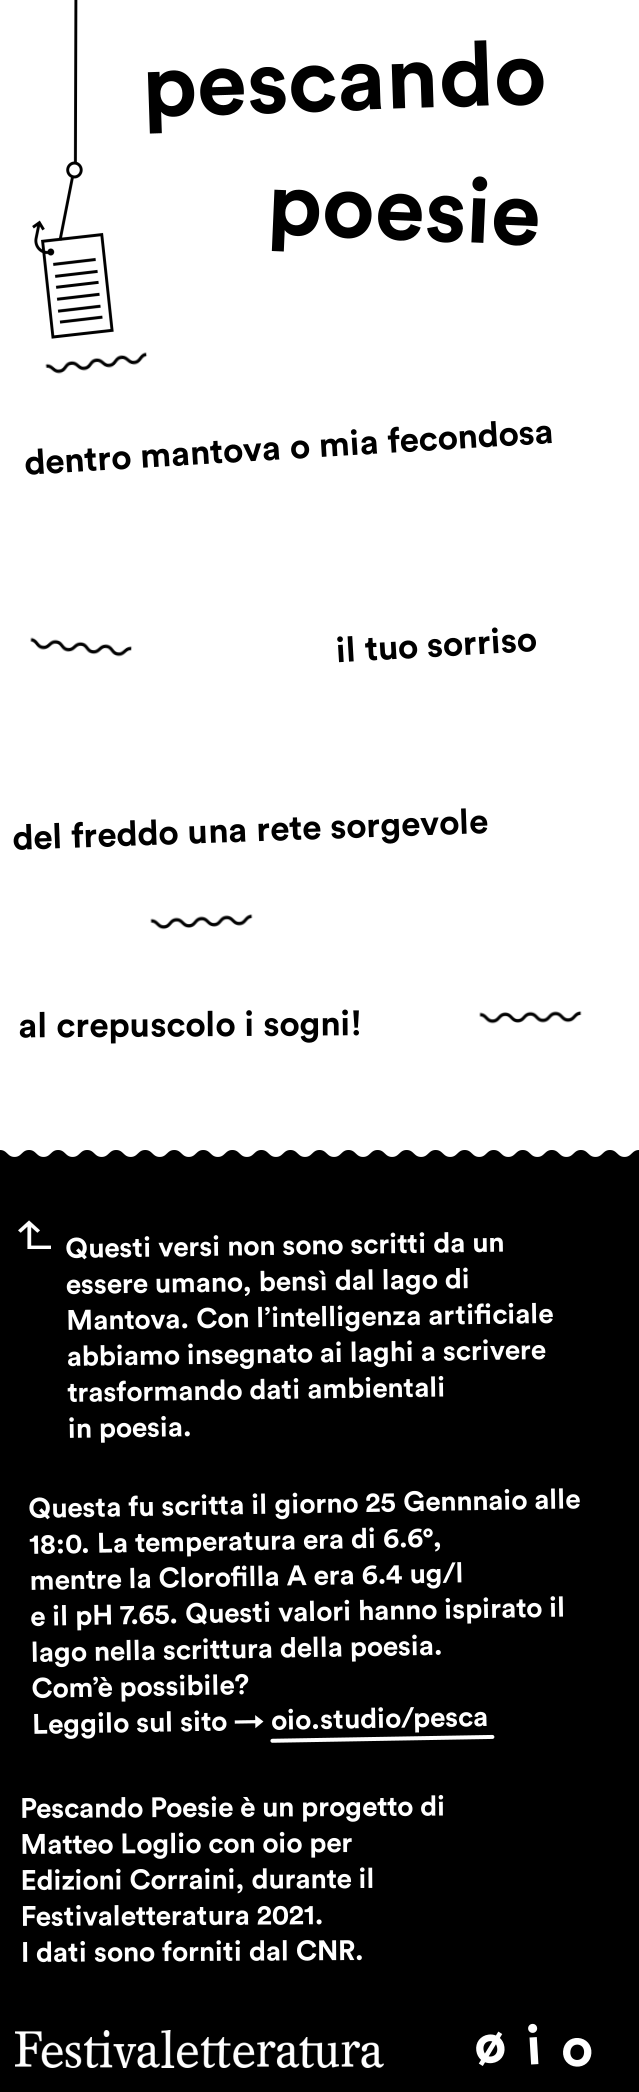 pescando
poesie
dentro mantova o mia fecondosa
il tuo sorriso
del freddo una rete sorgevole
al crepuscolo i sogni!
Questi versi non sono scritti da un
essere umano, bensì dal lago di
Mantova. Con l’intelligenza artificiale
abbiamo insegnato ai laghi a scrivere
trasformando dati ambientali
in poesia.
Questa fu scritta il giorno 25 Gennnaio alle
18:0. La temperatura era di 6.6°,
mentre la Clorofilla A era 6.4 ug/l
e il pH 7.65. Questi valori hanno ispirato il
lago nella scrittura della poesia.
Com’è possibile?
Leggilo sul sito → oio.studio/pesca
Pescando Poesie è un progetto di
Matteo Loglio con oio per
Edizioni Corraini, durante il
Festivaletteratura 2021.
I dati sono forniti dal CNR.
Festivaletteratura ø i o